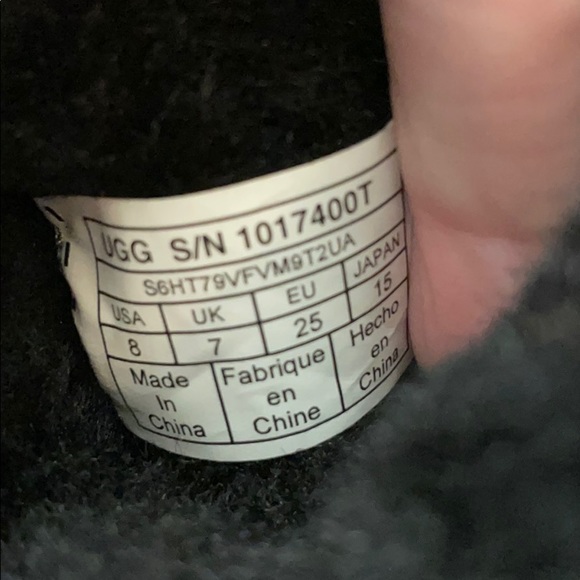 UGG S/N 1017400T
S6HT79VFVM9T2UA
USA UK EU JAPAN
8 7 25 15
Made Fabrique Hecho
In en en
China Chine China